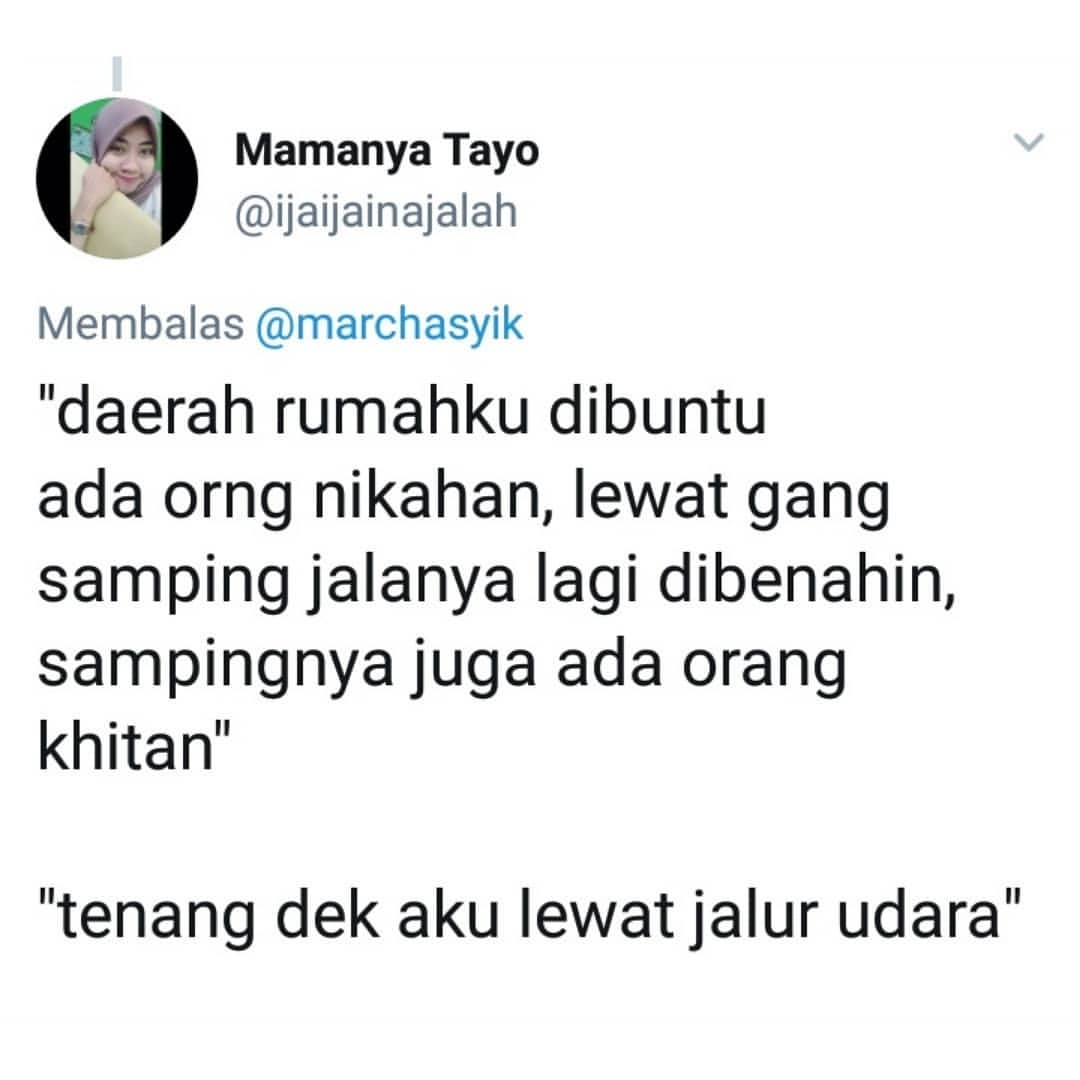 Mamanya Tayo
@ijaijainajalah
Membalas @marchasyik
"daerah rumahku dibuntu
ada orng nikahan, lewat gang
samping jalanya lagi dibenahin,
sampingnya juga ada orang
khitan"
"tenang dek aku lewat jalur udara"